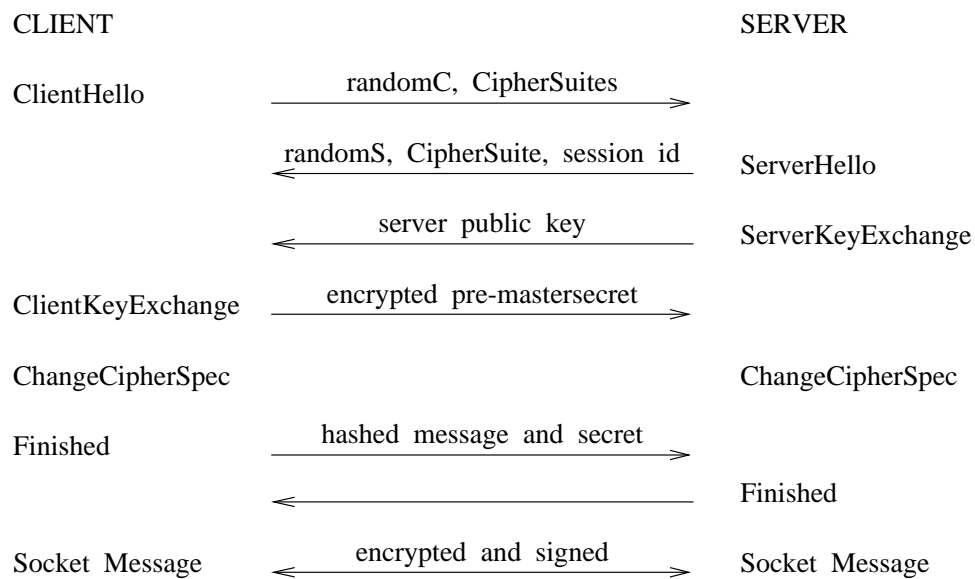 CLIENT SERVER
ClientHello randomC, CipherSuites
randomS, CipherSuite, session id ServerHello
server public key ServerKeyExchange
ClientKeyExchange encrypted pre-mastersecret
ChangeCipherSpec ChangeCipherSpec
Finished hashed message and secret
Finished
Socket Message encrypted and signed Socket Message